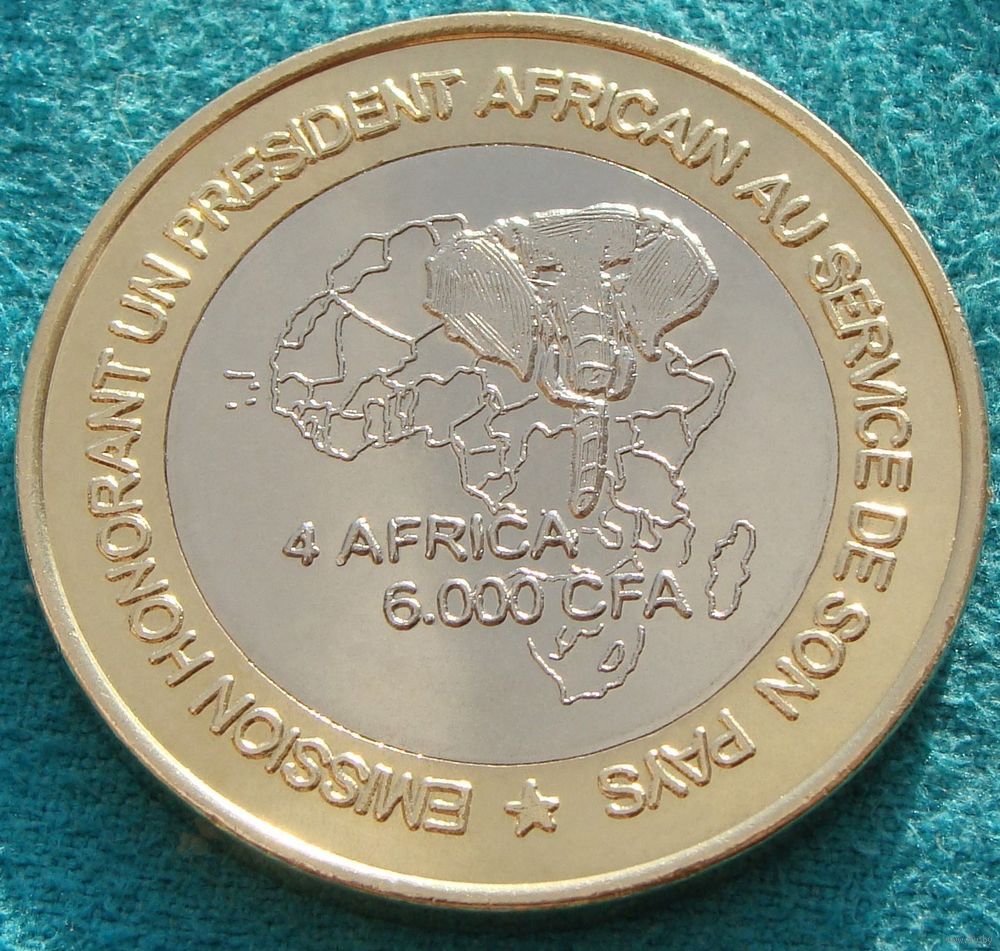 EMISSION HONORANT UN PRESIDENT AFRICAIN AU SERVICE DE SON PAYS
4 AFRICA
6.000 CFA